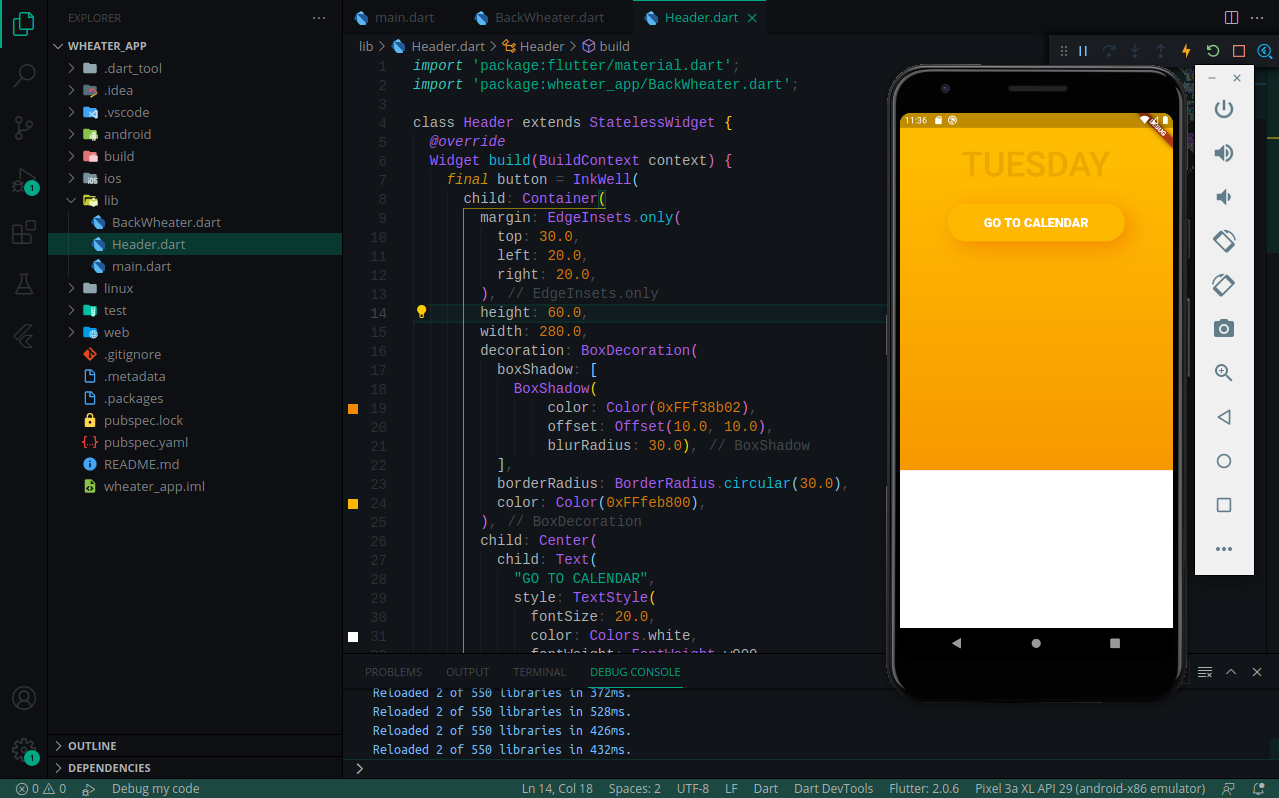 EXPLORER
WHEATER_APP
.dart_tool
.idea
.vscode
android
build
ios
lib
BackWheater.dart
Header.dart
main.dart
linux
test
web
.gitignore
.metadata
.packages
pubspec.lock
pubspec.yaml
README.md
wheater_app.iml
OUTLINE
DEPENDENCIES
1
1
main.dart
BackWheater.dart
Header.dart
lib > Header.dart > Header > build
1 import 'package:flutter/material.dart';
2 import 'package:wheater_app/BackWheater.dart';
3
4 class Header extends StatelessWidget {
5 @override
6 Widget build(BuildContext context) {
7 final button = InkWell(
8 child: Container(
9 margin: EdgeInsets.only(
10 top: 30.0,
11 left: 20.0,
12 right: 20.0,
13 ), // EdgeInsets.only
14 height: 60.0,
15 width: 280.0,
16 decoration: BoxDecoration(
17 boxShadow: [
18 BoxShadow(
19 color: Color(0xFFf38b02),
20 offset: Offset(10.0, 10.0),
21 blurRadius: 30.0), // BoxShadow
22 ],
23 borderRadius: BorderRadius.circular(30.0),
24 color: Color(0xFFfeb800),
25 ), // BoxDecoration
26 child: Center(
27 child: Text(
28 "GO TO CALENDAR",
29 style: TextStyle(
30 fontSize: 20.0,
31 color: Colors.white,
fontWeight: FontWeight.w800
11:36
DEBUG
TUESDAY
GO TO CALENDAR
PROBLEMS OUTPUT TERMINAL DEBUG CONSOLE
Reloaded 2 of 550 libraries in 372ms.
Reloaded 2 of 550 libraries in 528ms.
Reloaded 2 of 550 libraries in 426ms.
Reloaded 2 of 550 libraries in 432ms.
0 0 Debug my code Ln 14, Col 18 Spaces: 2 UTF-8 LF Dart Dart DevTools Flutter: 2.0.6 Pixel 3a XL API 29 (android-x86 emulator)